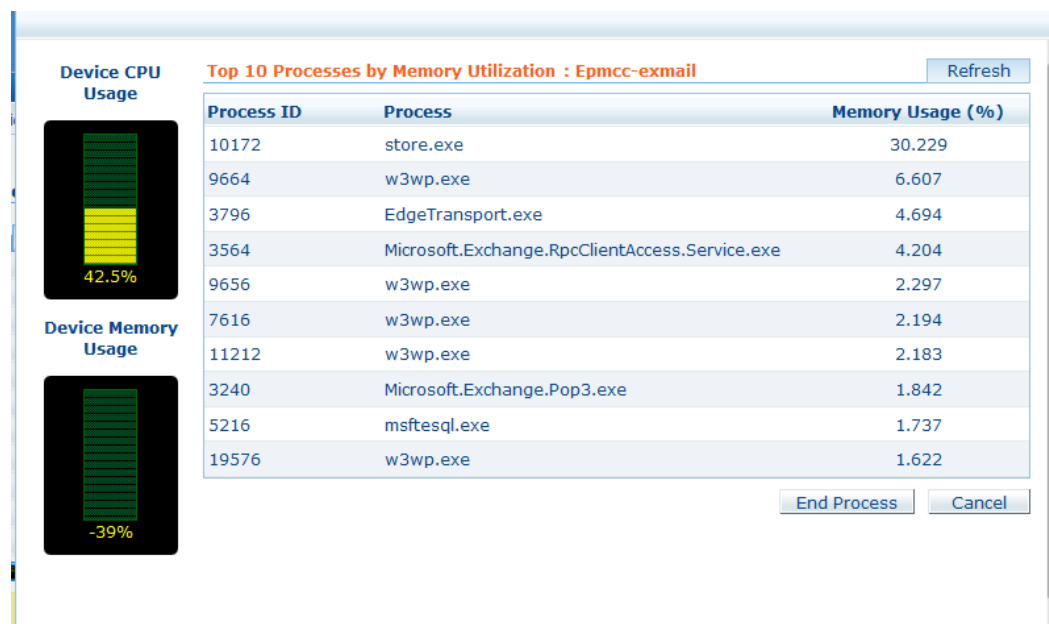 Device CPU
Usage
42.5%
Device Memory
Usage
-39%
Top 10 Processes by Memory Utilization : Epmcc-exmail
Refresh
Process ID Process Memory Usage (%)
10172 store.exe 30.229
9664 w3wp.exe 6.607
3796 EdgeTransport.exe 4.694
3564 Microsoft.Exchange.RpcClientAccess.Service.exe 4.204
9656 w3wp.exe 2.297
7616 w3wp.exe 2.194
11212 w3wp.exe 2.183
3240 Microsoft.Exchange.Pop3.exe 1.842
5216 msftesql.exe 1.737
19576 w3wp.exe 1.622
End Process Cancel